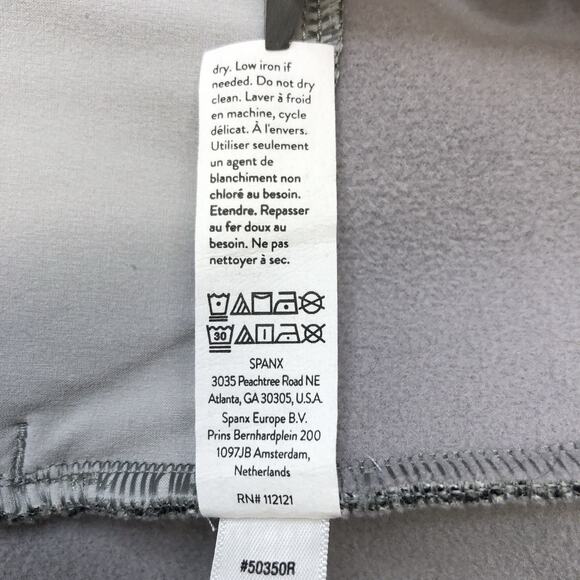 dry. Low iron if
needed. Do not dry
clean. Laver à froid
en machine, cycle
délicat. À l'envers.
Utiliser seulement
un agent de
blanchiment non
chloré au besoin.
Etendre. Repasser
au fer doux au
besoin. Ne pas
nettoyer à sec.
30
SPANX
3035 Peachtree Road NE
Atlanta, GA 30305, U.S.A.
Spanx Europe B.V.
Prins Bernhardplein 200
1097JB Amsterdam,
Netherlands
RN# 112121
#50350R